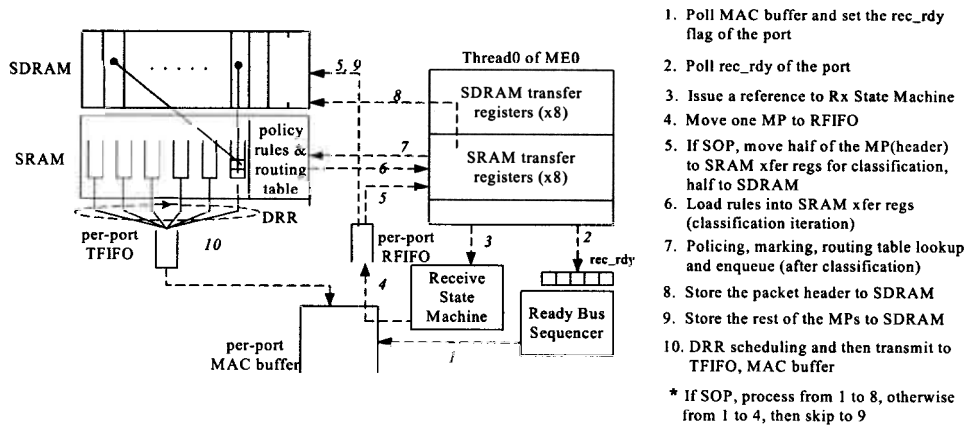 SDRAM
5, 9
8
Thread0 of ME0
SDRAM transfer
registers (x8)
SRAM
policy
rules &
routing
table
7
6
5
SRAM transfer
registers (x8)
DRR
per-port
TFIFO
10
per-port
RFIFO
4
3
2
rec_rdy
Receive
State
Machine
Ready Bus
Sequencer
per-port
MAC buffer
1
1. Poll MAC buffer and set the rec_rdy
flag of the port
2. Poll rec_rdy of the port
3. Issue a reference to Rx State Machine
4. Move one MP to RFIFO
5. If SOP, move half of the MP(header)
to SRAM xfer regs for classification,
half to SDRAM
6. Load rules into SRAM xfer regs
(classification iteration)
7. Policing, marking, routing table lookup
and enqueue (after classification)
8. Store the packet header to SDRAM
9. Store the rest of the MPs to SDRAM
10. DRR scheduling and then transmit to
TFIFO, MAC buffer
* If SOP, process from 1 to 8, otherwise
from 1 to 4, then skip to 9